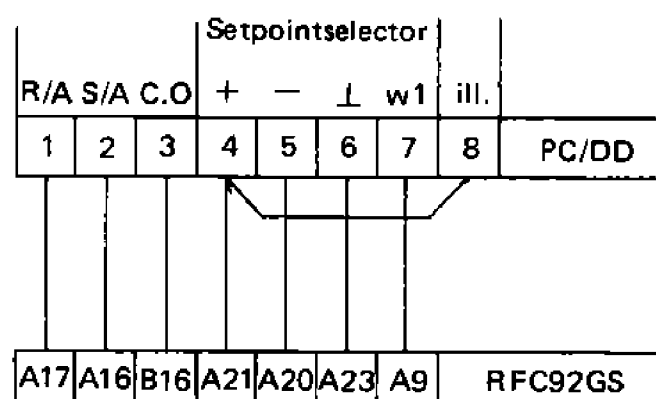 Setpointselector
R/A S/A C.O + − ⊥ w1 ill.
1 2 3 4 5 6 7 8 PC/DD
A17 A16 B16 A21 A20 A23 A9 RFC92GS